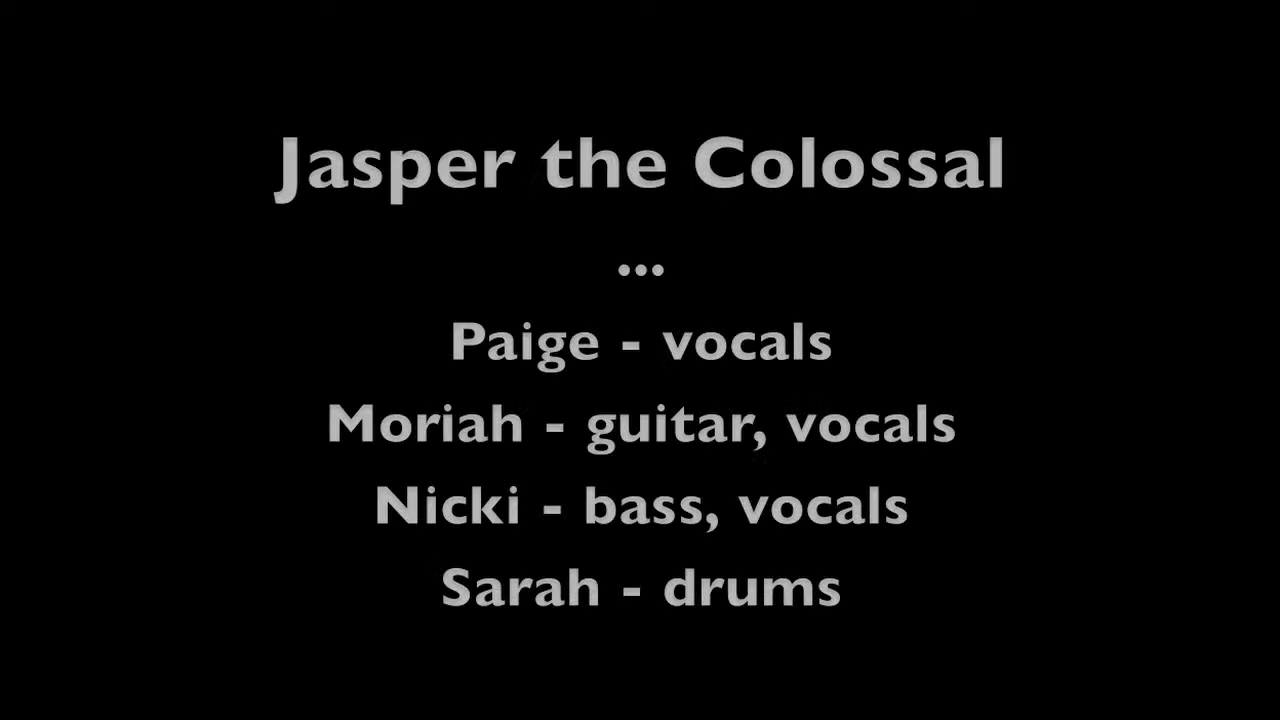 Jasper the Colossal
...
Paige - vocals
Moriah - guitar, vocals
Nicki - bass, vocals
Sarah - drums